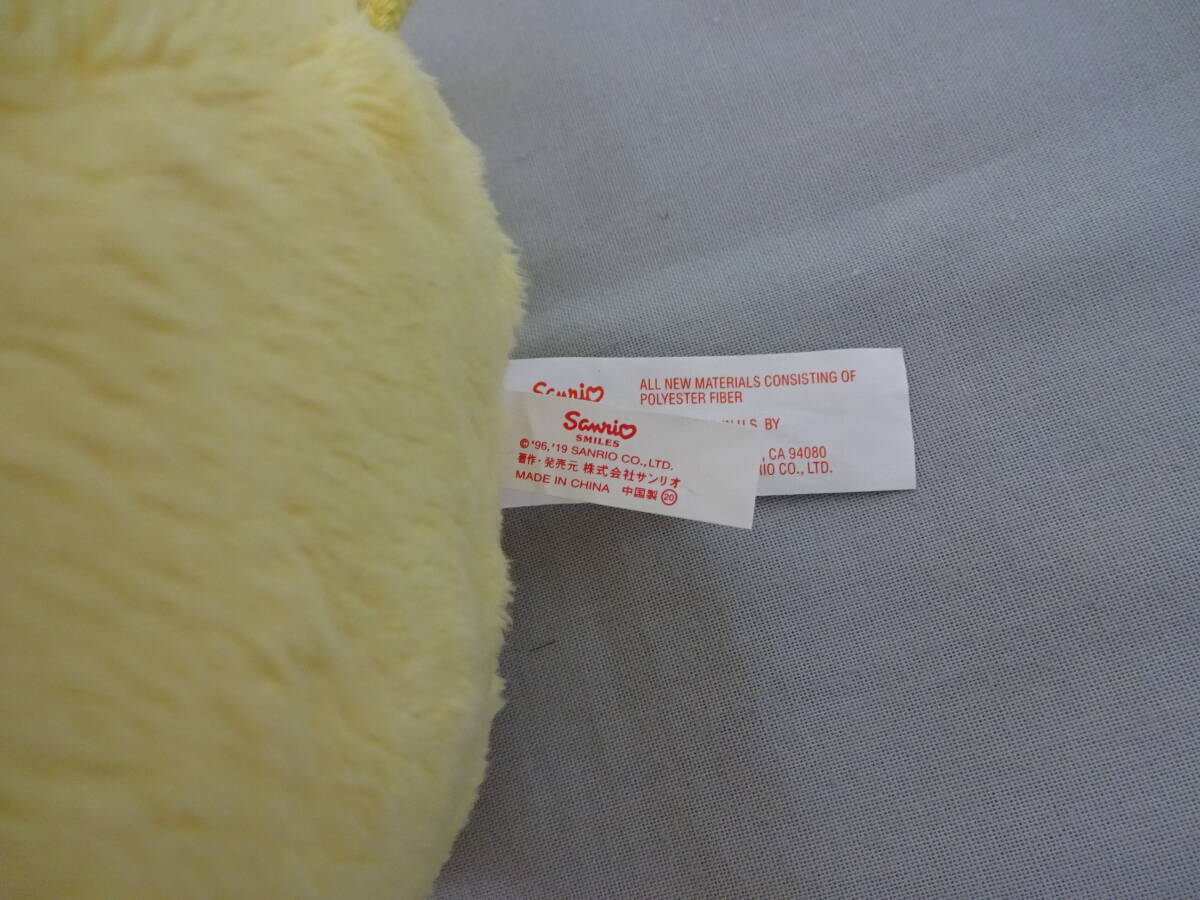 Sanrio
ALL NEW MATERIALS CONSISTING OF
POLYESTER FIBER
U.S. BY
, CA 94080
RIO CO., LTD.
Sanrio
SMILES
©'96,'19 SANRIO CO.,LTD.
著作・発売元 株式会社サンリオ
MADE IN CHINA 中国製 ⑳